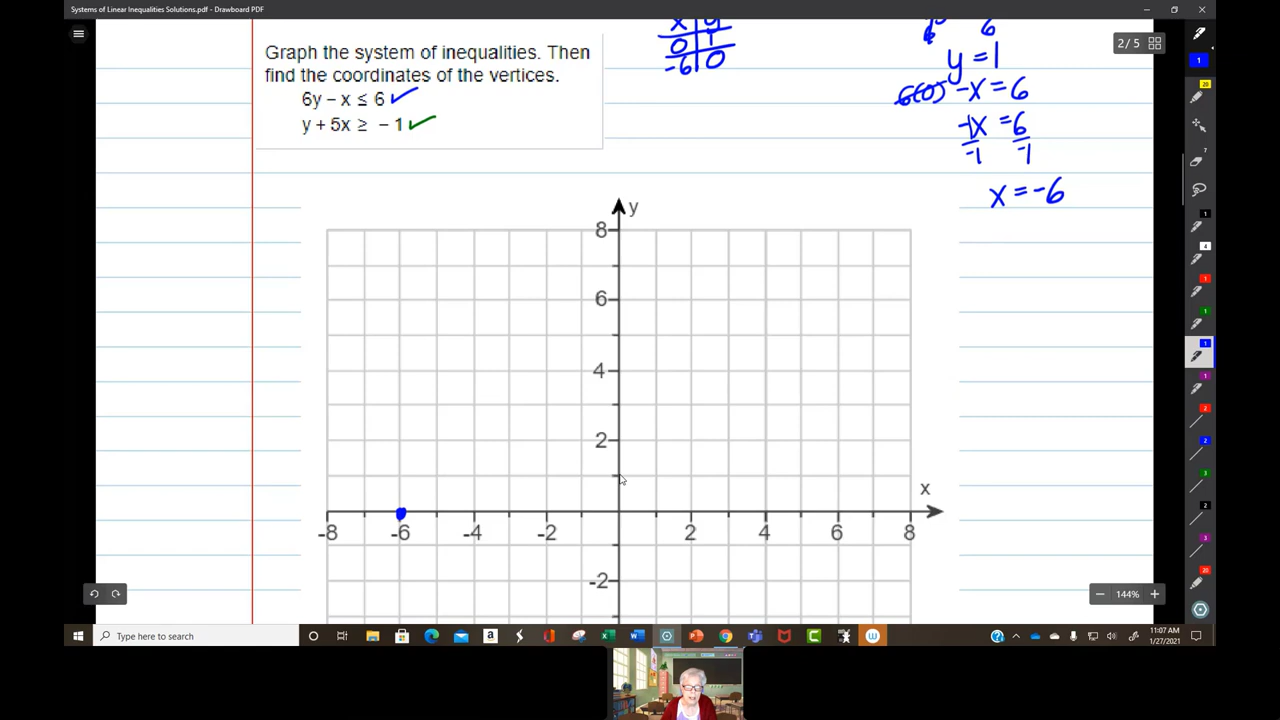 Systems of Linear Inequalities Solutions.pdf - Drawboard PDF
2 / 5
Graph the system of inequalities. Then
find the coordinates of the vertices.
6y – x ≤ 6 ✓
y + 5x ≥ – 1 ✓
0 | 1
-6 | 0
6
y = 1
6(0) - x = 6
-1x = 6
-1 -1
x = -6
y
8
6
4
2
x
-8 -6 -4 -2 2 4 6 8
-2
144%
Type here to search
11:07 AM
1/27/2021